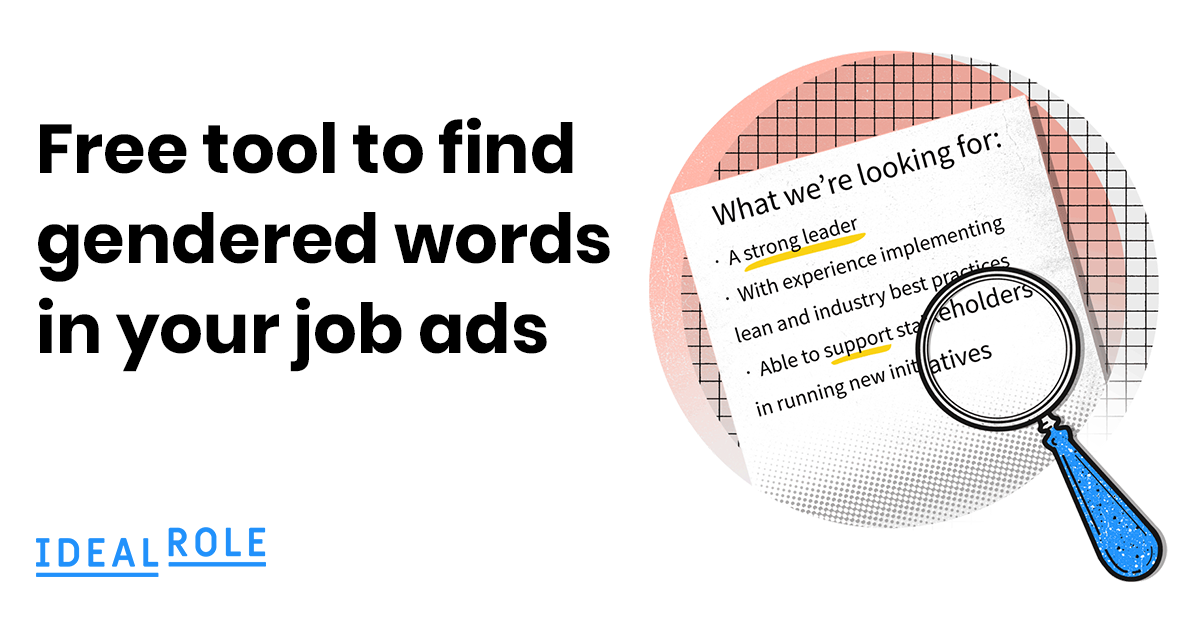 Free tool to find
gendered words
in your job ads
What we're looking for:
· A strong leader
· With experience implementing
lean and industry best practices
· Able to support stakeholders
in running new initiatives
IDEAL ROLE